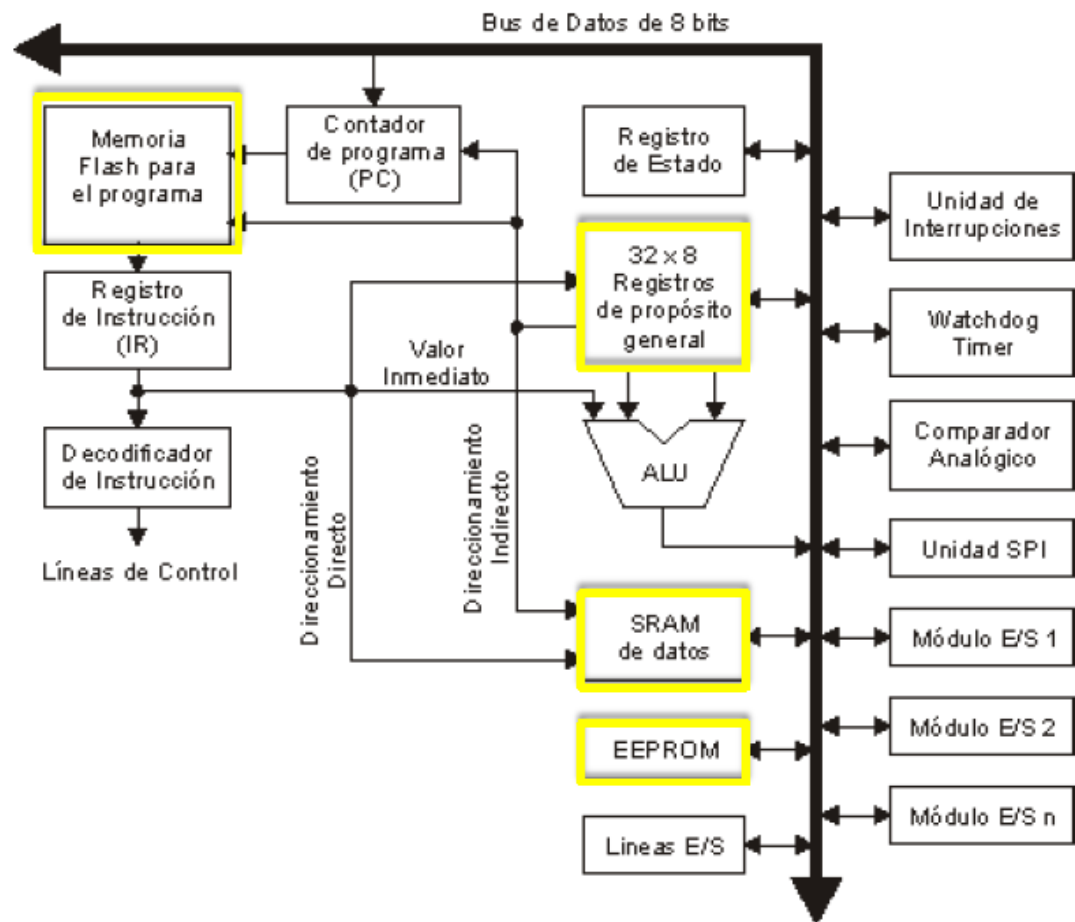 Bus de Datos de 8 bits
Memoria
Flash para
el programa
Contador
de programa
(PC)
Registro
de Estado
Unidad de
Interrupciones
32 x 8
Registros
de propósito
general
Registro
de Instrucción
(IR)
Watchdog
Timer
Valor
Inmediato
Decodificador
de Instrucción
ALU
Comparador
Analógico
Líneas de Control
Direccionamiento
Directo
Direccionamiento
Indirecto
Unidad SPI
SRAM
de datos
Módulo E/S 1
EEPROM
Módulo E/S 2
Lineas E/S
Módulo E/S n